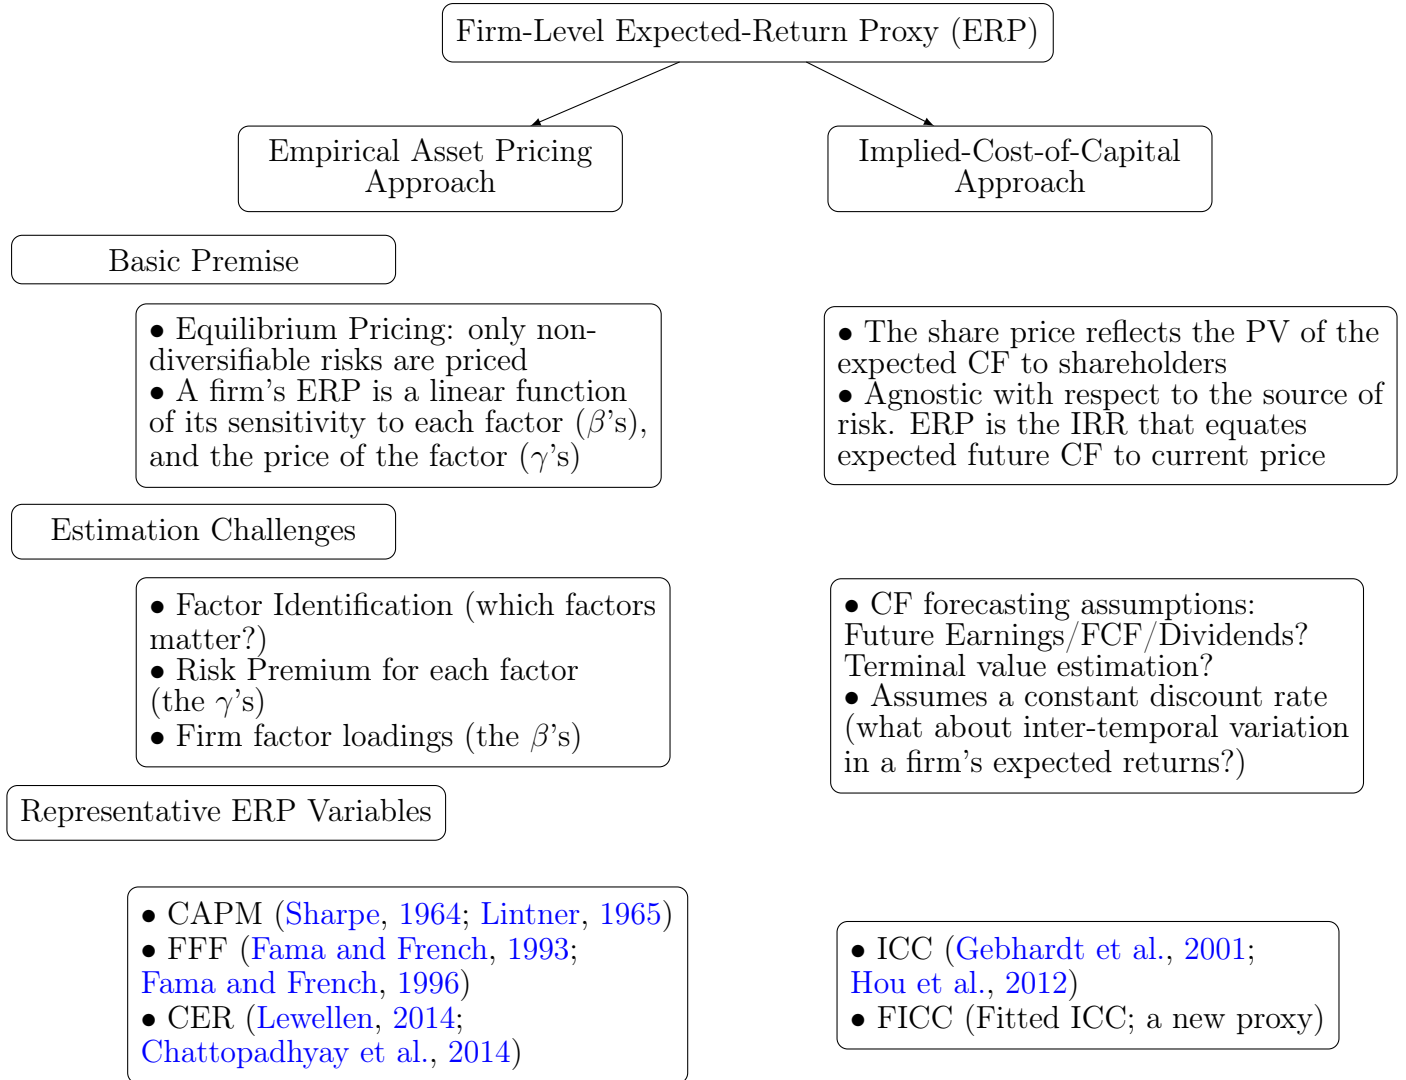 Firm-Level Expected-Return Proxy (ERP)
Empirical Asset Pricing
Approach
Implied-Cost-of-Capital
Approach
Basic Premise
• Equilibrium Pricing: only non-
diversifiable risks are priced
• A firm's ERP is a linear function
of its sensitivity to each factor (β's),
and the price of the factor (γ's)
• The share price reflects the PV of the
expected CF to shareholders
• Agnostic with respect to the source of
risk. ERP is the IRR that equates
expected future CF to current price
Estimation Challenges
• Factor Identification (which factors
matter?)
• Risk Premium for each factor
(the γ's)
• Firm factor loadings (the β's)
• CF forecasting assumptions:
Future Earnings/FCF/Dividends?
Terminal value estimation?
• Assumes a constant discount rate
(what about inter-temporal variation
in a firm's expected returns?)
Representative ERP Variables
• CAPM (Sharpe, 1964; Lintner, 1965)
• FFF (Fama and French, 1993;
Fama and French, 1996)
• CER (Lewellen, 2014;
Chattopadhyay et al., 2014)
• ICC (Gebhardt et al., 2001;
Hou et al., 2012)
• FICC (Fitted ICC; a new proxy)